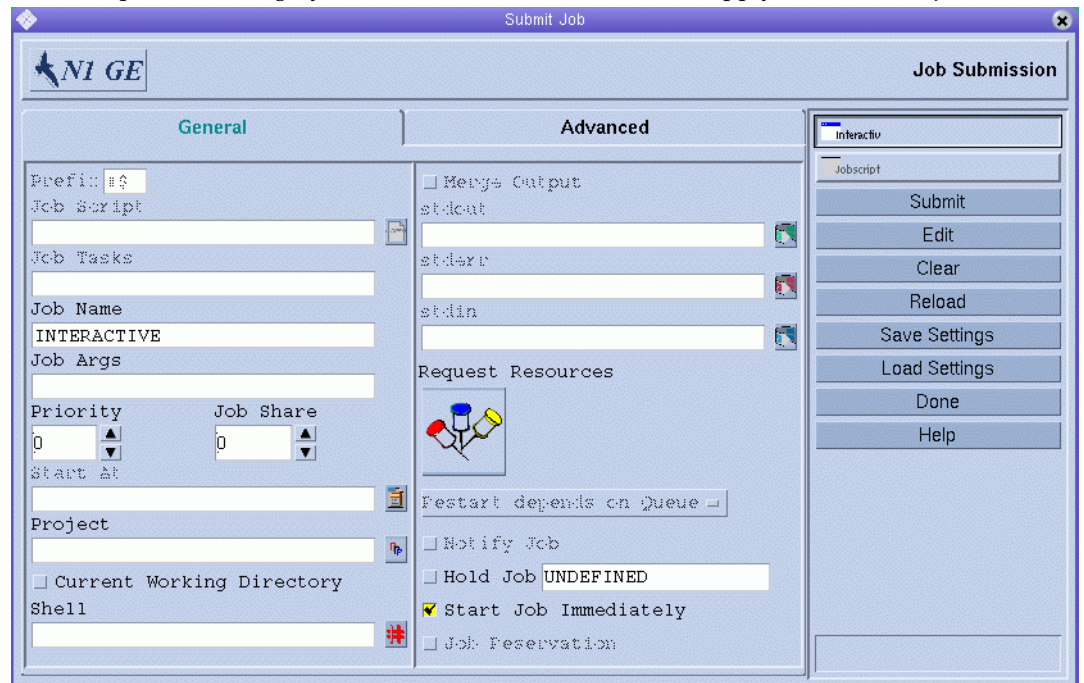 Submit Job
N1 GE
Job Submission
General
Advanced
Prefix #$
Job Script
Job Tasks
Job Name
INTERACTIVE
Job Args
Priority Job Share
0 0
Start At
Project
Current Working Directory
Shell
Merge Output
stdout
stderr
stdin
Request Resources
Restart depends on Queue
Notify Job
Hold Job UNDEFINED
Start Job Immediately
Job Reservation
Interactiv
Jobscript
Submit
Edit
Clear
Reload
Save Settings
Load Settings
Done
Help